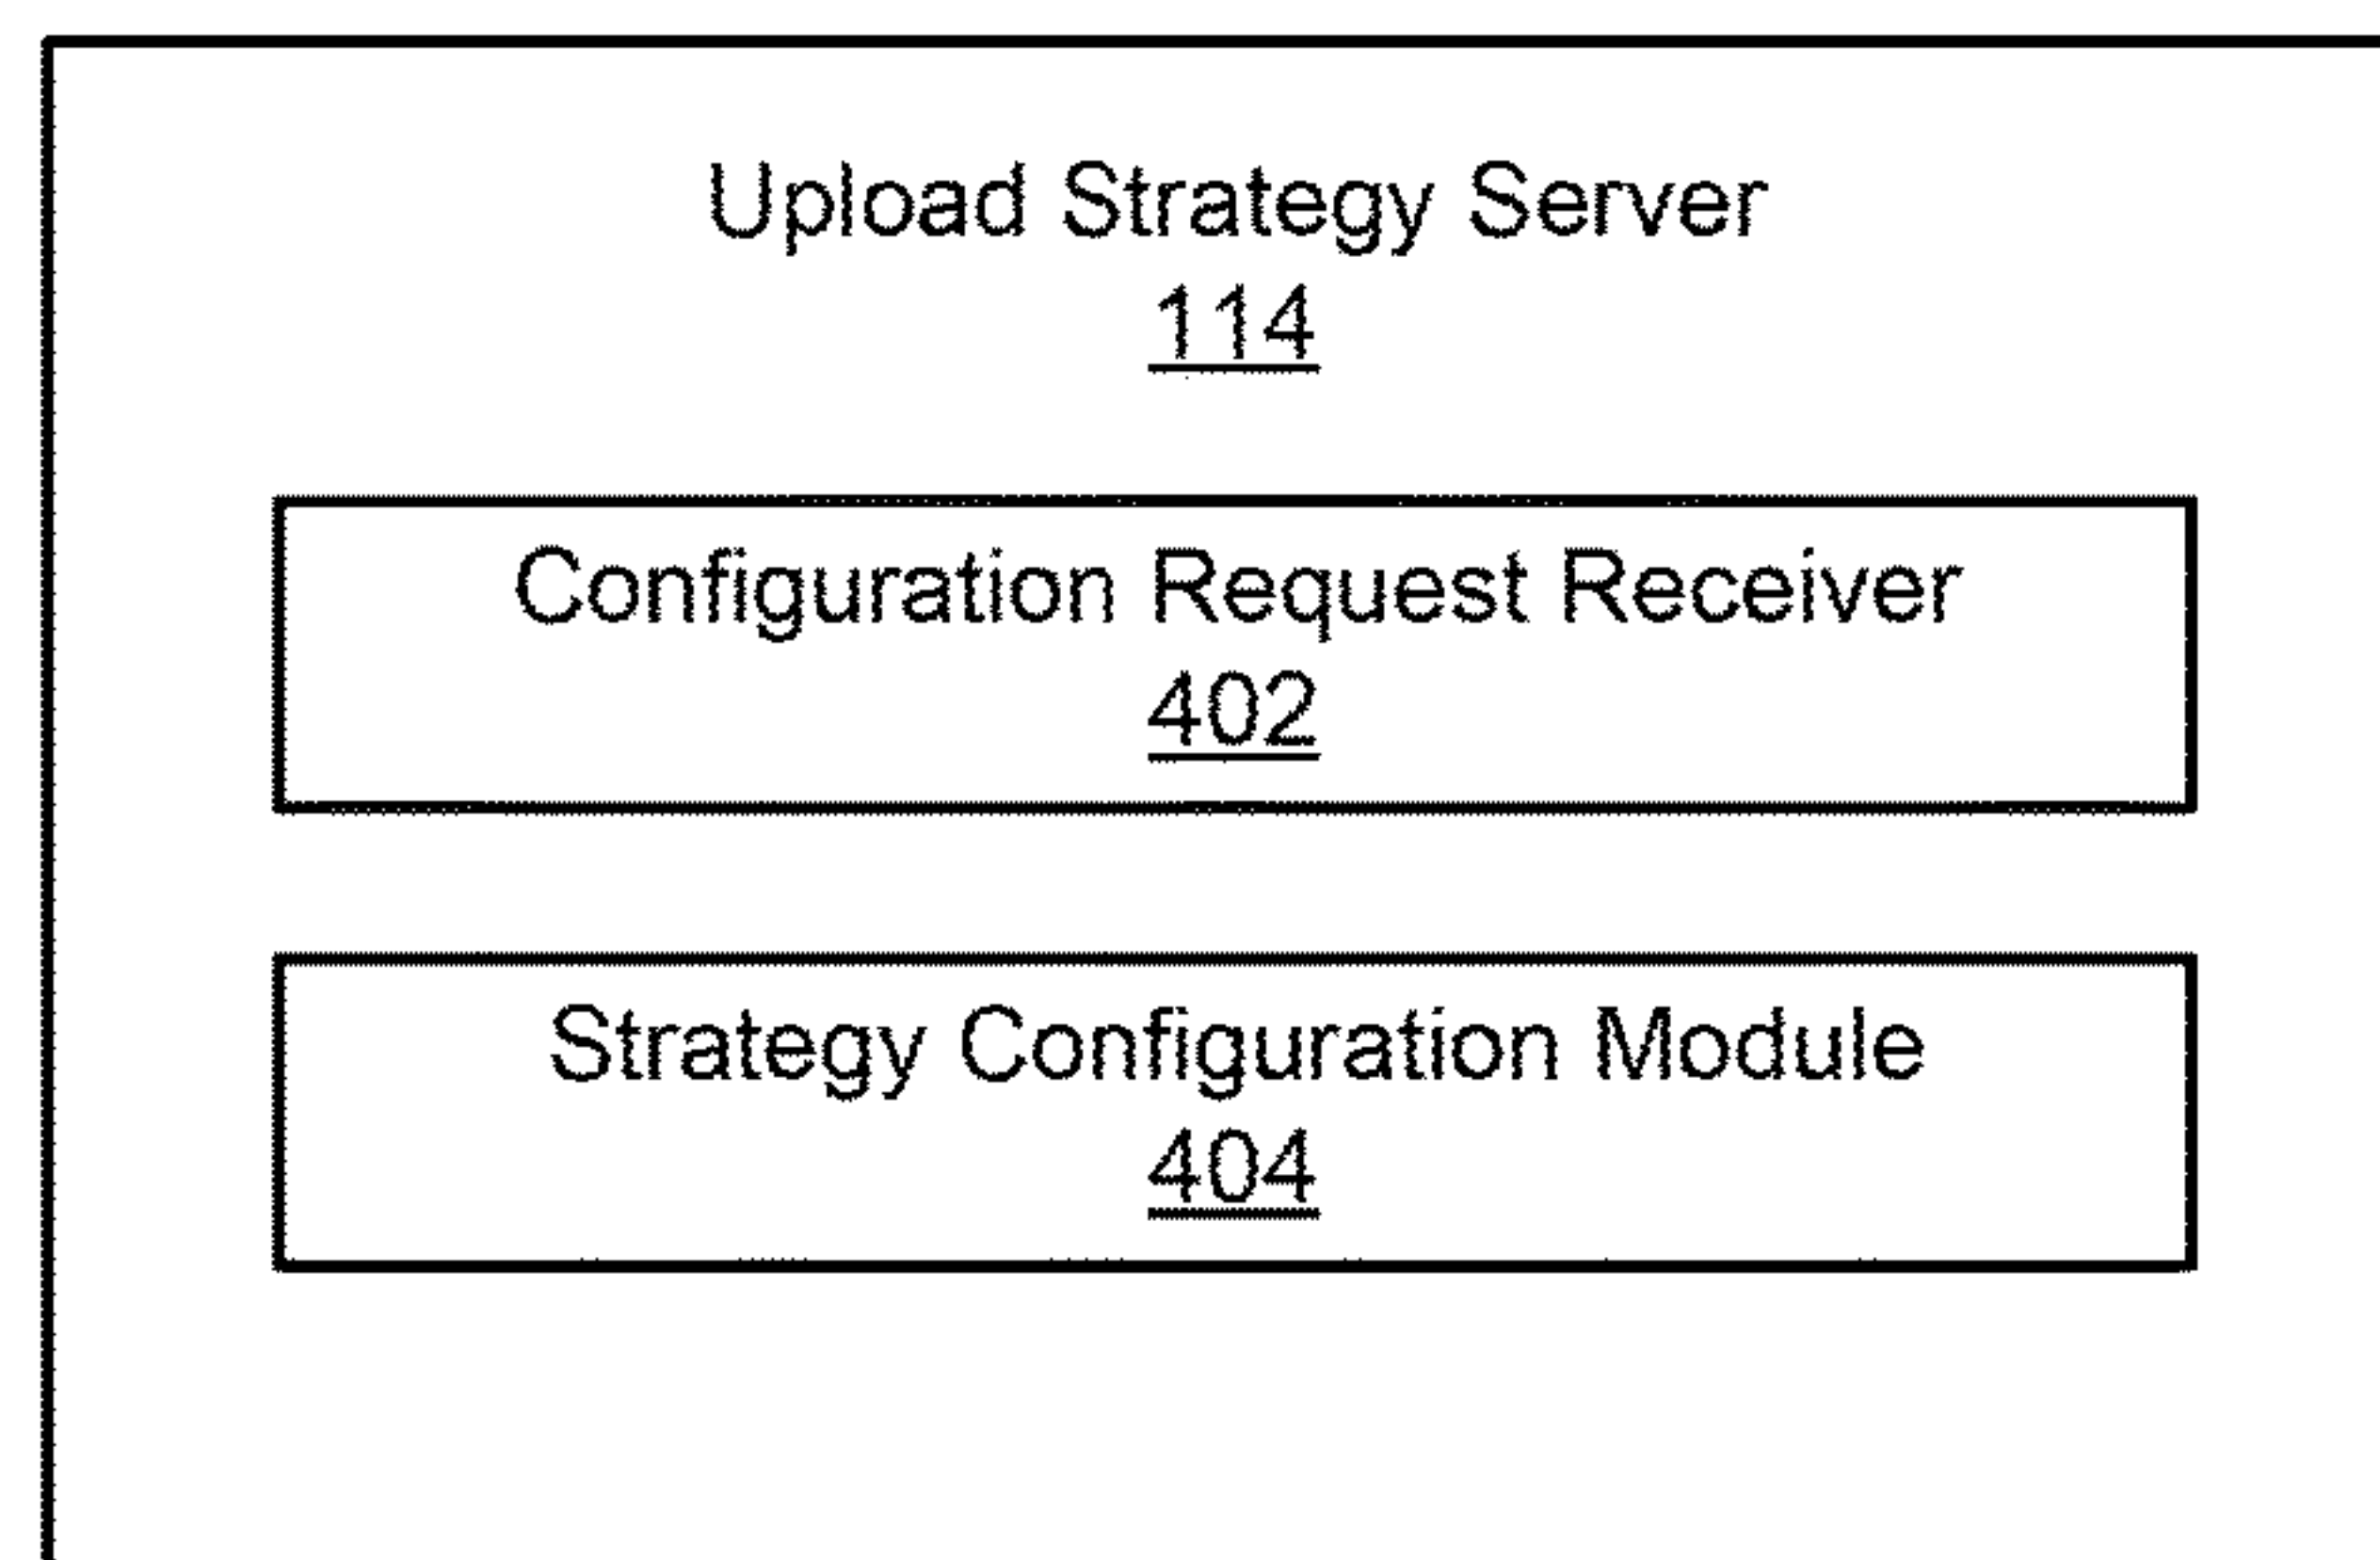 Upload Strategy Server
114
Configuration Request Receiver
402
Strategy Configuration Module
404